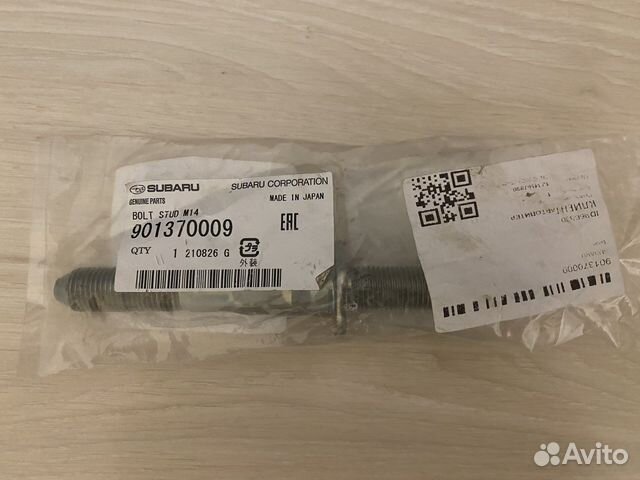 SUBARU
SUBARU CORPORATION
GENUINE PARTS
MADE IN JAPAN
BOLT STUD M14
901370009
EAC
QTY 1 210826 G
外装
901370009
Avito